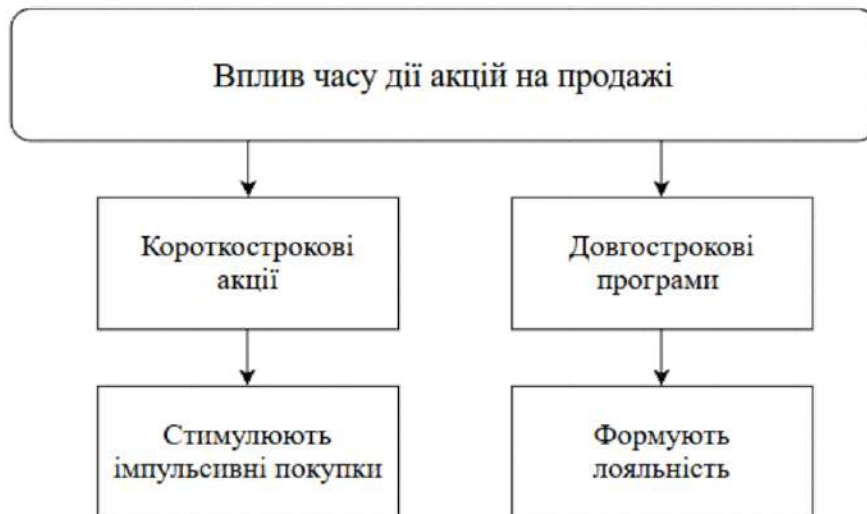 Вплив часу дії акцій на продажі
Короткострокові
акції
Довгострокові
програми
Стимулюють
імпульсивні покупки
Формують
лояльність